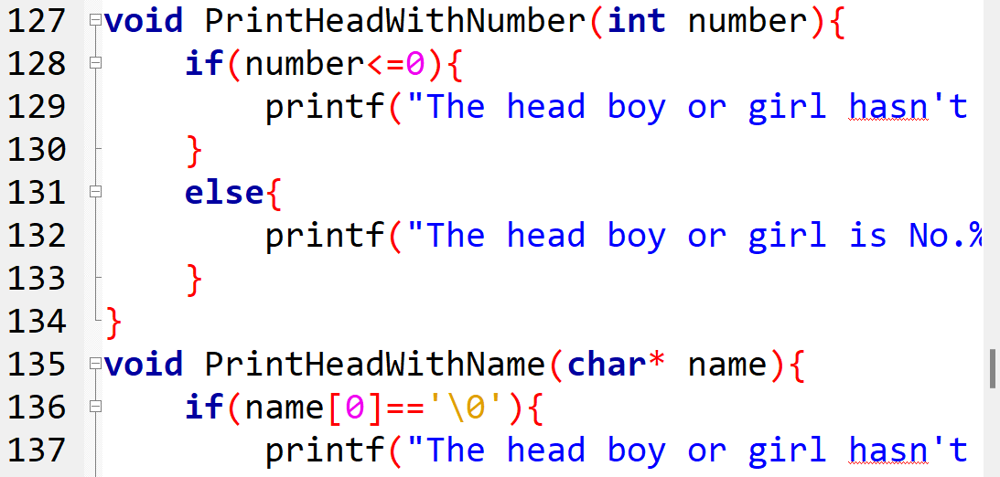 127 void PrintHeadWithNumber(int number){
128 if(number<=0){
129 printf("The head boy or girl hasn't
130 }
131 else{
132 printf("The head boy or girl is No.%
133 }
134 }
135 void PrintHeadWithName(char* name){
136 if(name[0]=='\0'){
137 printf("The head boy or girl hasn't